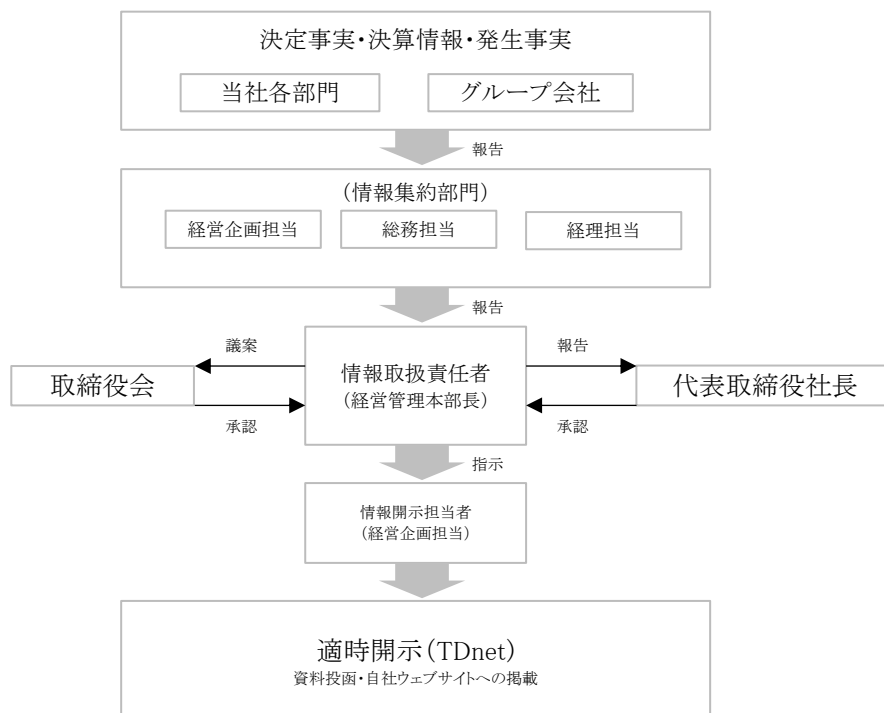 決定事実・決算情報・発生事実
当社各部門
グループ会社
報告
(情報集約部門)
経営企画担当
総務担当
経理担当
報告
議案
報告
取締役会
情報取扱責任者
(経営管理本部長)
代表取締役社長
承認
承認
指示
情報開示担当者
(経営企画担当)
適時開示(TDnet)
資料投函・自社ウェブサイトへの掲載